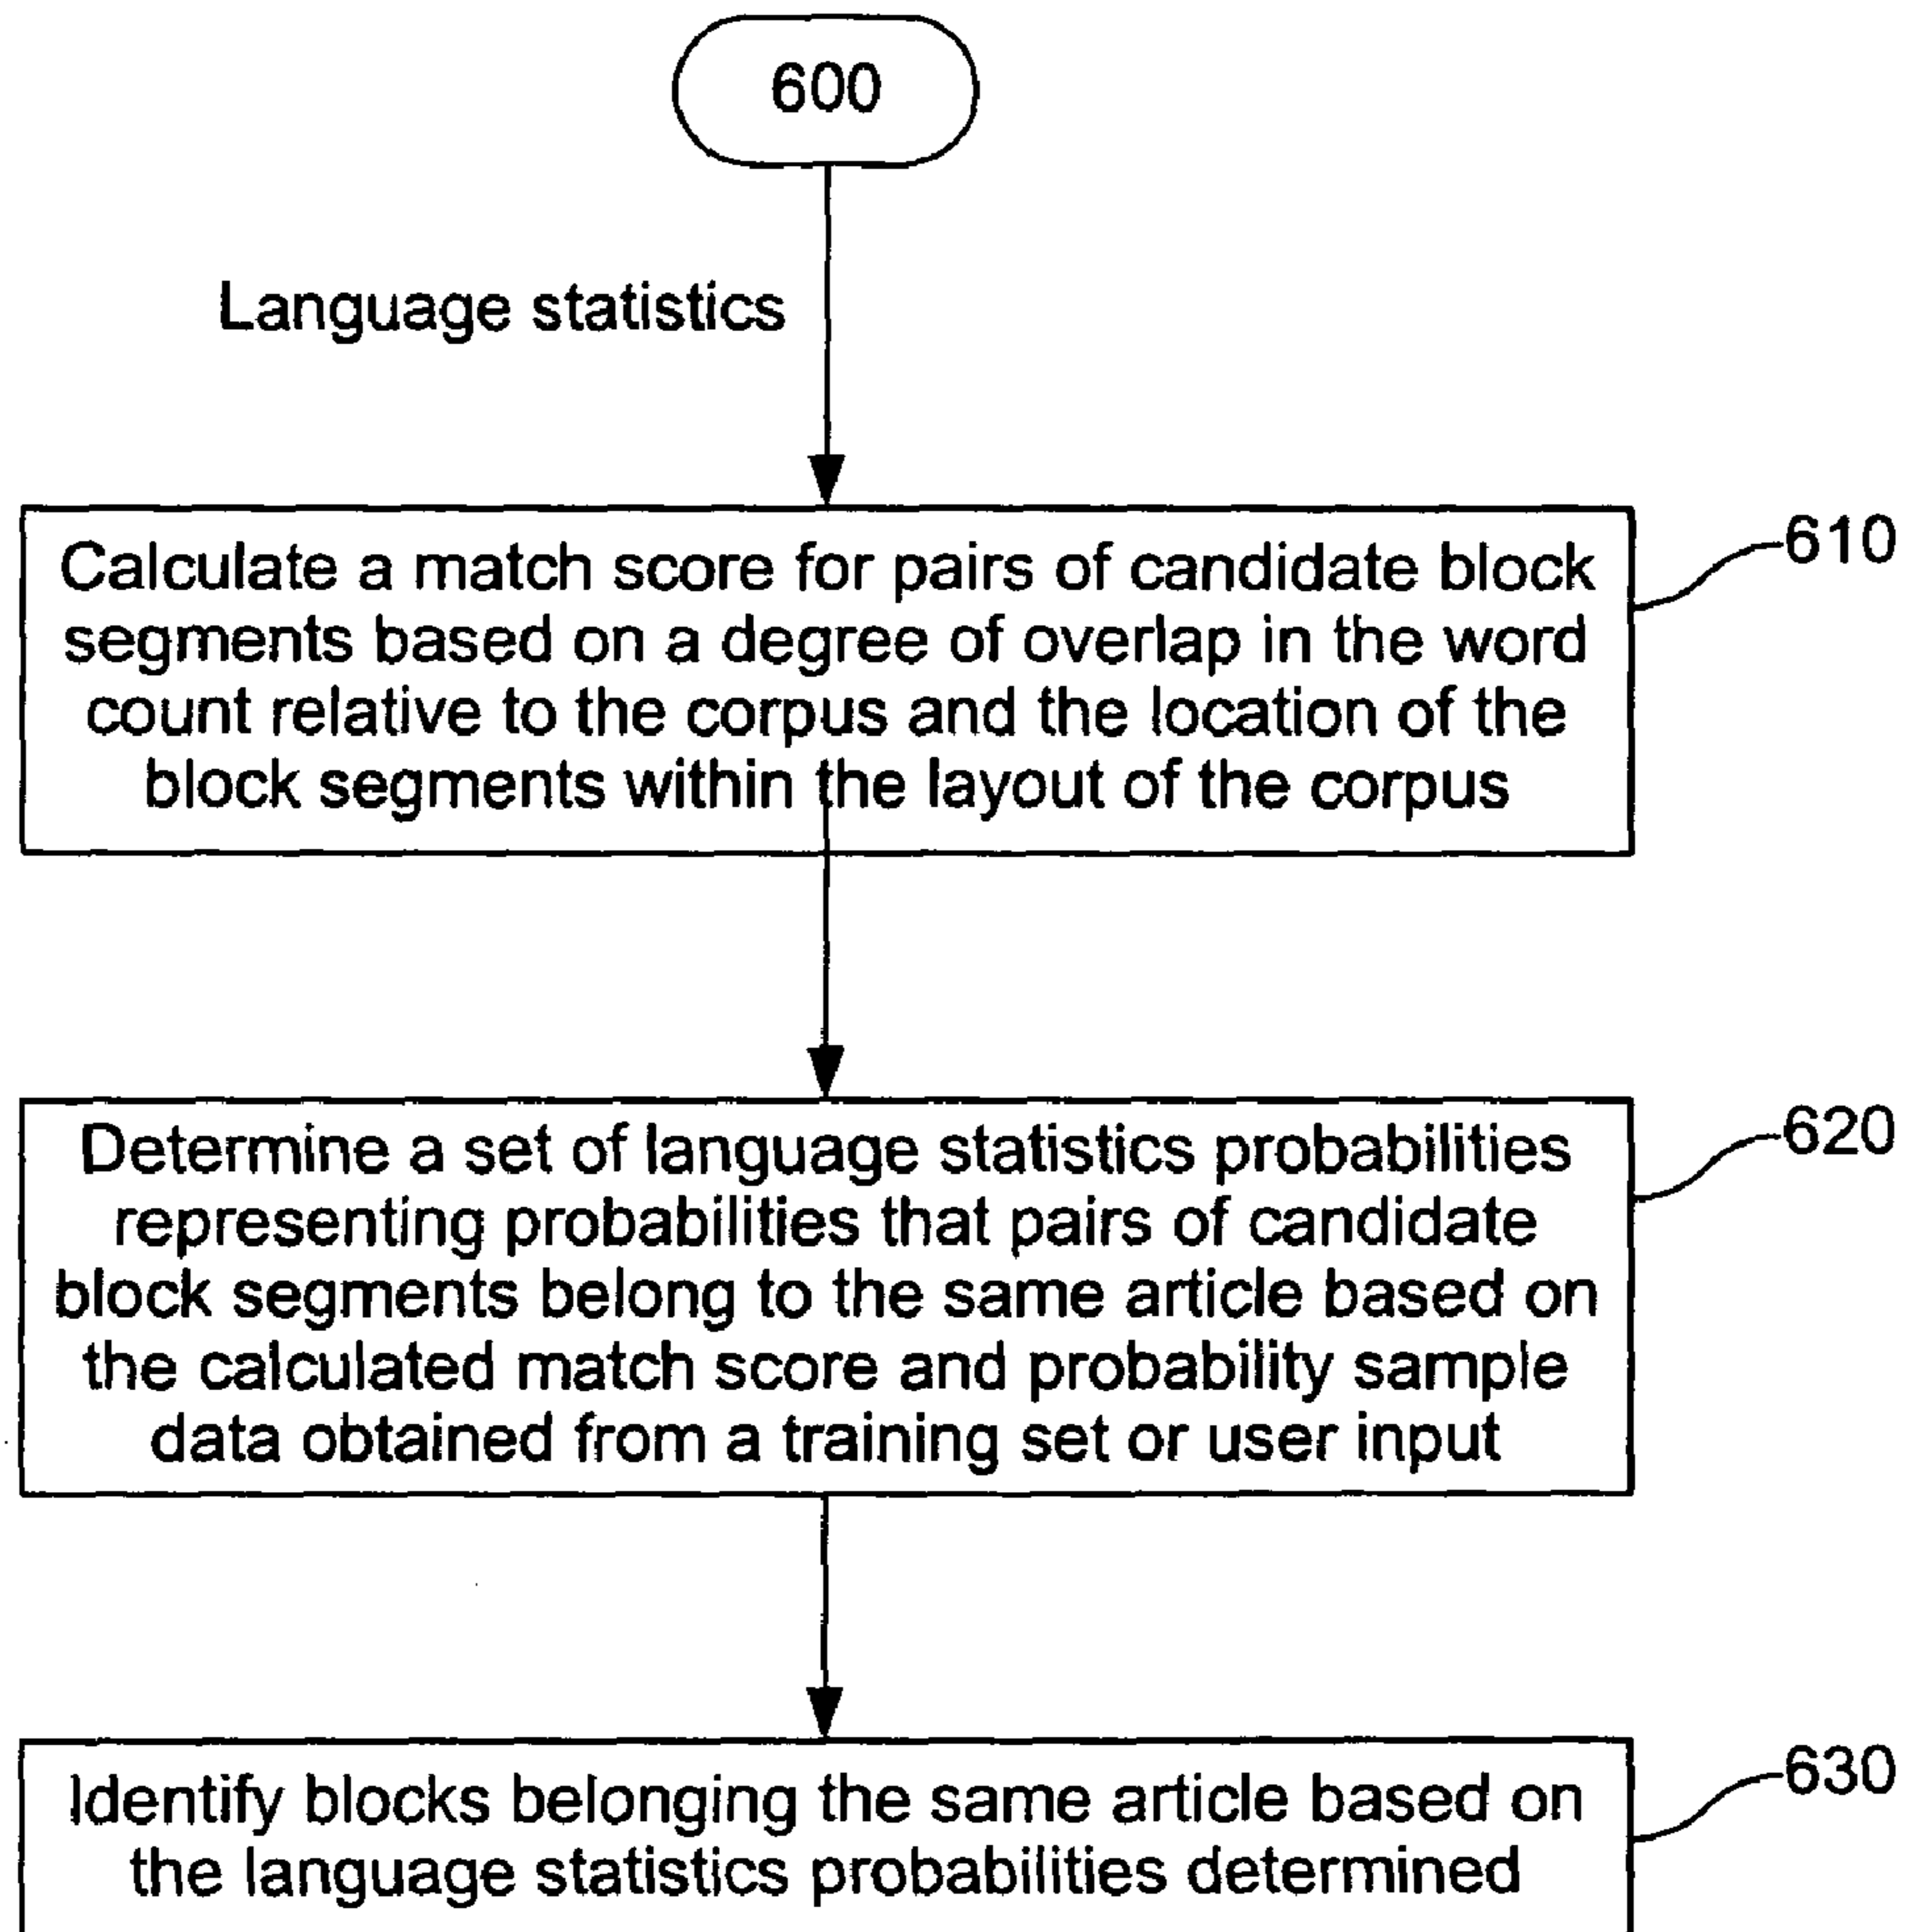 600
Language statistics
610
Calculate a match score for pairs of candidate block
segments based on a degree of overlap in the word
count relative to the corpus and the location of the
block segments within the layout of the corpus
620
Determine a set of language statistics probabilities
representing probabilities that pairs of candidate
block segments belong to the same article based on
the calculated match score and probability sample
data obtained from a training set or user input
630
Identify blocks belonging the same article based on
the language statistics probabilities determined